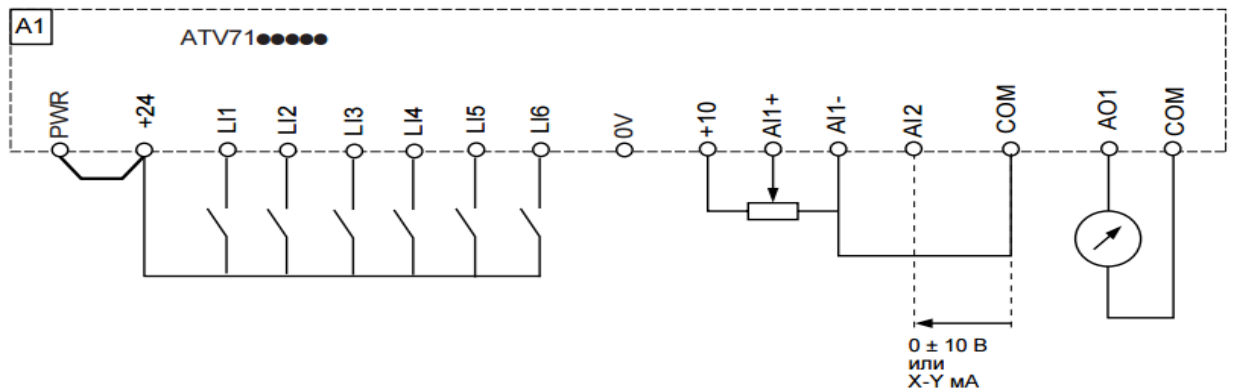 A1
ATV71●●●●●
PWR
+24
LI1
LI2
LI3
LI4
LI5
LI6
0V
+10
AI1+
AI1-
AI2
COM
AO1
COM
0 ± 10 В
или
X-Y мА